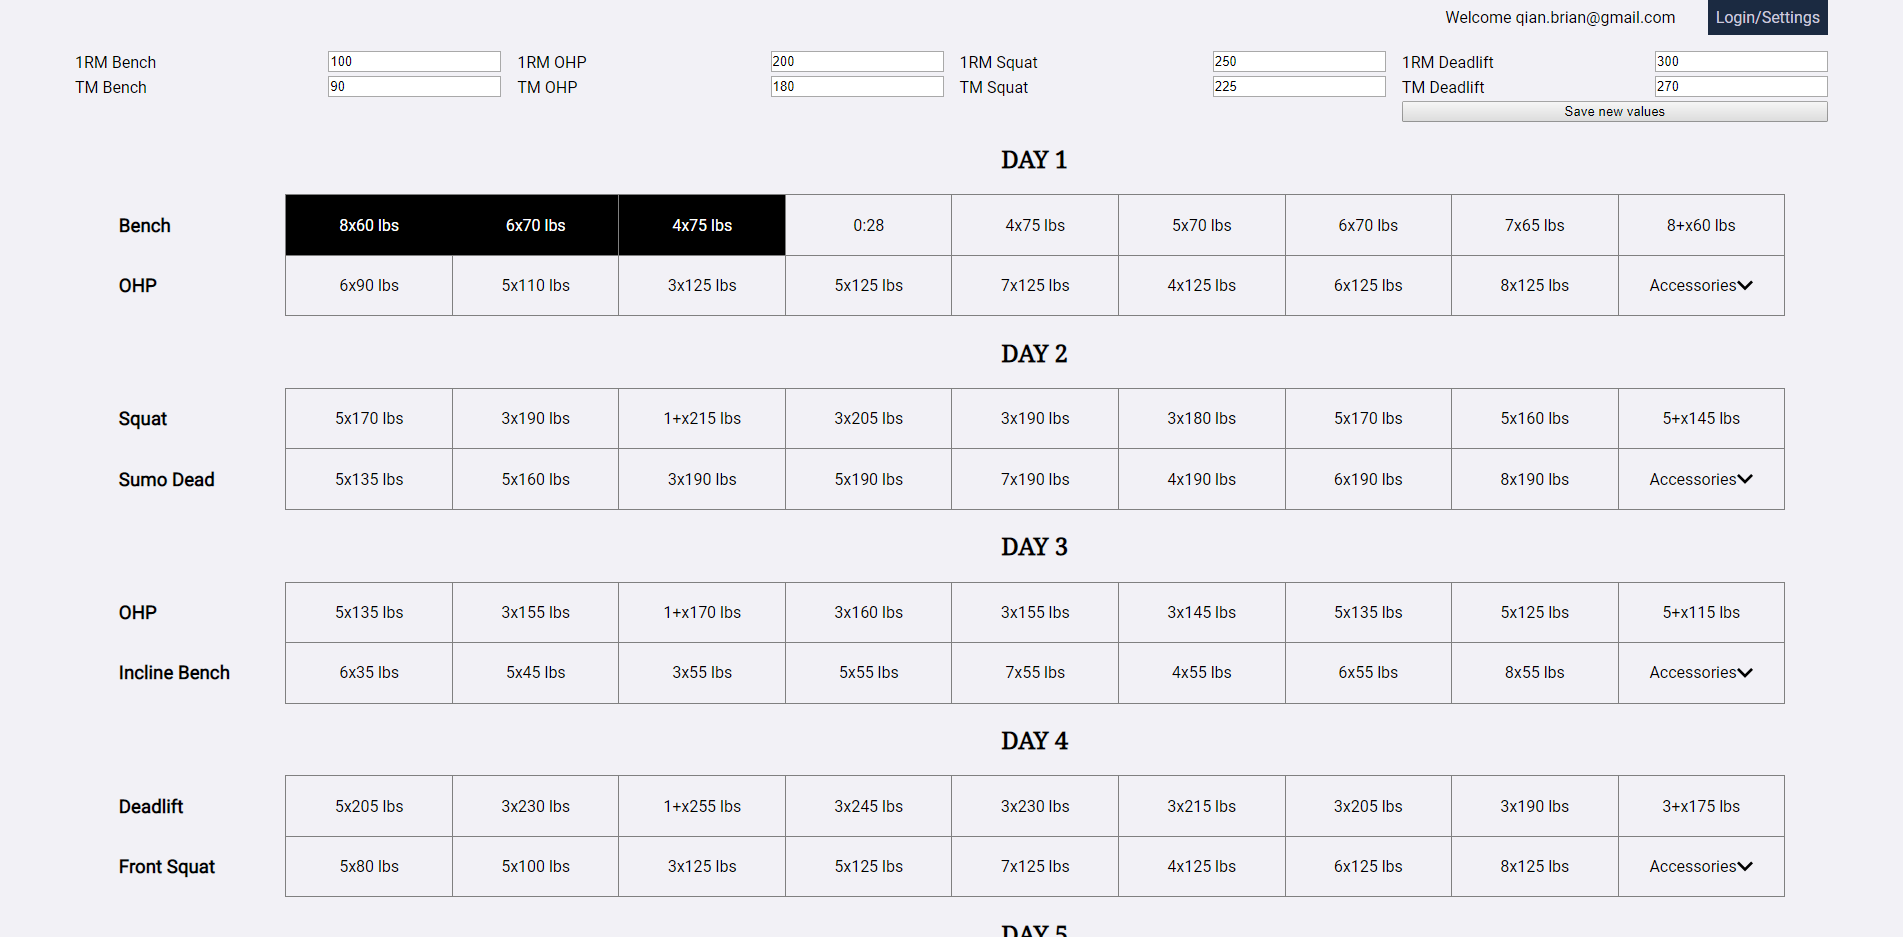 Welcome qian.brian@gmail.com Login/Settings
1RM Bench 100 1RM OHP 200 1RM Squat 250 1RM Deadlift 300
TM Bench 90 TM OHP 180 TM Squat 225 TM Deadlift 270
Save new values
DAY 1
Bench 8x60 lbs 6x70 lbs 4x75 lbs 0:28 4x75 lbs 5x70 lbs 6x70 lbs 7x65 lbs 8+x60 lbs
OHP 6x90 lbs 5x110 lbs 3x125 lbs 5x125 lbs 7x125 lbs 4x125 lbs 6x125 lbs 8x125 lbs Accessories
DAY 2
Squat 5x170 lbs 3x190 lbs 1+x215 lbs 3x205 lbs 3x190 lbs 3x180 lbs 5x170 lbs 5x160 lbs 5+x145 lbs
Sumo Dead 5x135 lbs 5x160 lbs 3x190 lbs 5x190 lbs 7x190 lbs 4x190 lbs 6x190 lbs 8x190 lbs Accessories
DAY 3
OHP 5x135 lbs 3x155 lbs 1+x170 lbs 3x160 lbs 3x155 lbs 3x145 lbs 5x135 lbs 5x125 lbs 5+x115 lbs
Incline Bench 6x35 lbs 5x45 lbs 3x55 lbs 5x55 lbs 7x55 lbs 4x55 lbs 6x55 lbs 8x55 lbs Accessories
DAY 4
Deadlift 5x205 lbs 3x230 lbs 1+x255 lbs 3x245 lbs 3x230 lbs 3x215 lbs 3x205 lbs 3x190 lbs 3+x175 lbs
Front Squat 5x80 lbs 5x100 lbs 3x125 lbs 5x125 lbs 7x125 lbs 4x125 lbs 6x125 lbs 8x125 lbs Accessories
DAY 5